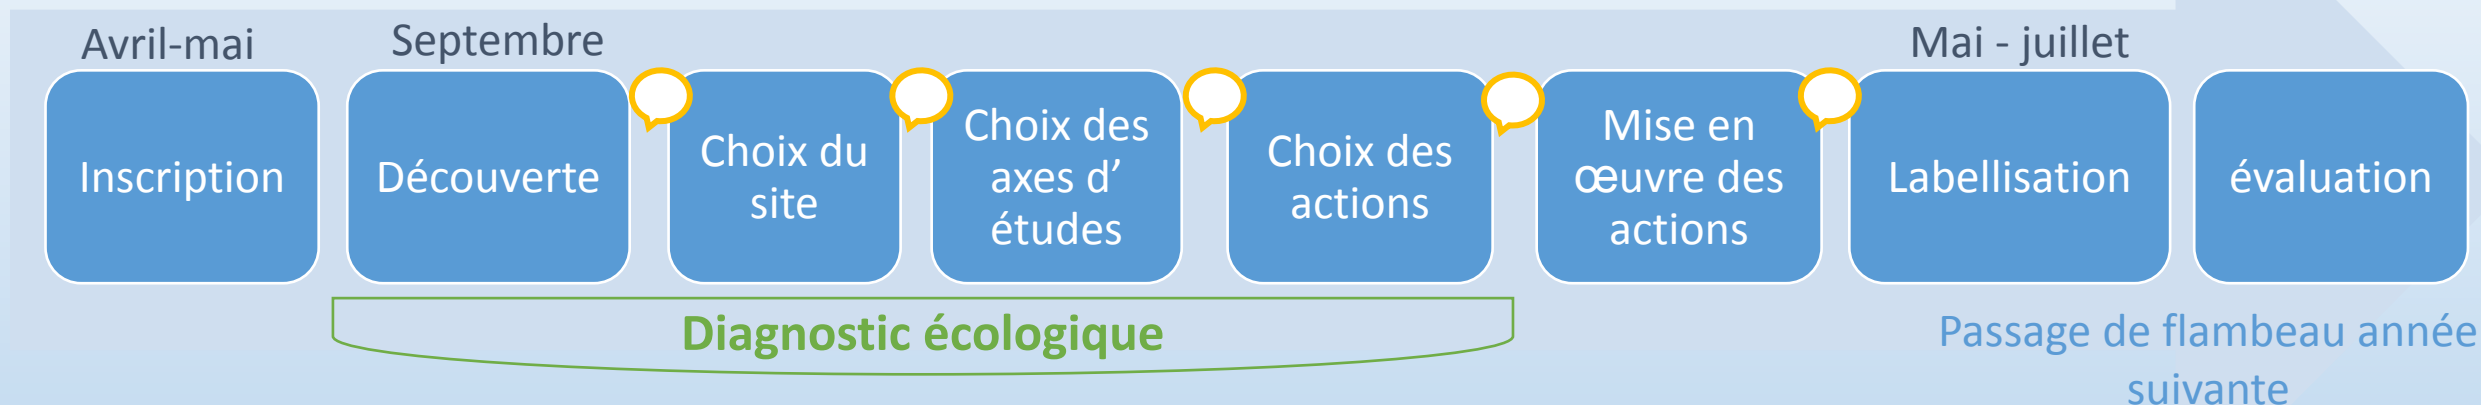 Avril-mai
Septembre
Mai - juillet
Inscription
Découverte
Choix du
site
Choix des
axes d’
études
Choix des
actions
Mise en
œuvre des
actions
Labellisation
évaluation
Diagnostic écologique
Passage de flambeau année
suivante